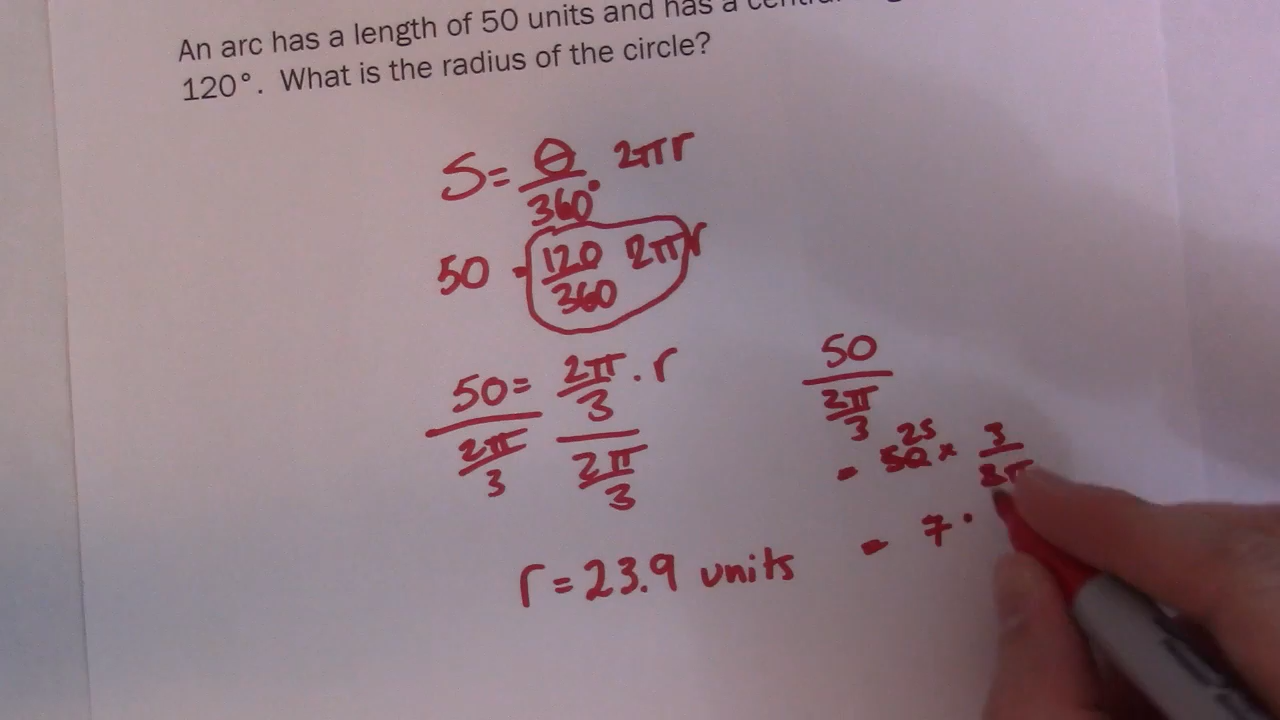 An arc has a length of 50 units and has a
120°. What is the radius of the circle?
S = θ/360° 2πr
50 = 120/360 2πr
50 = 2π/3 · r
2π/3 2π/3
r = 23.9 units
50
2π/3
= 50 25 × 3/
= 7